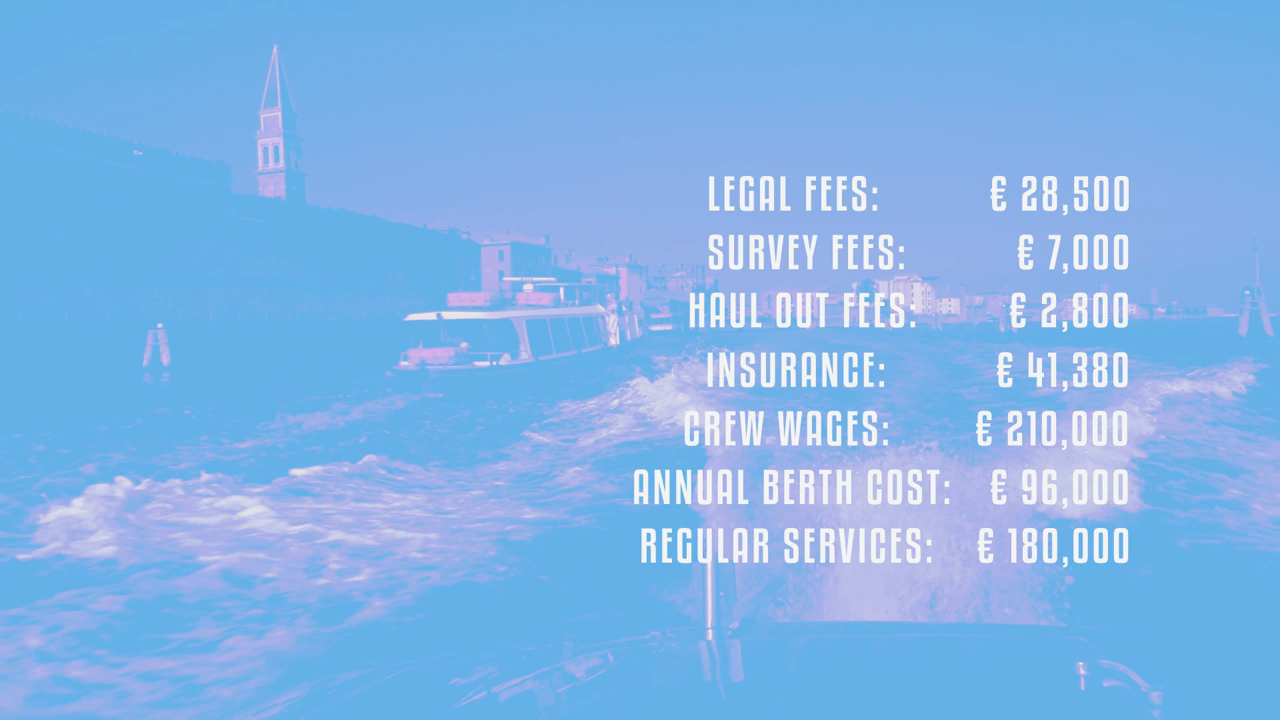 LEGAL FEES: € 28,500
SURVEY FEES: € 7,000
HAUL OUT FEES: € 2,800
INSURANCE: € 41,380
CREW WAGES: € 210,000
ANNUAL BERTH COST: € 96,000
REGULAR SERVICES: € 180,000